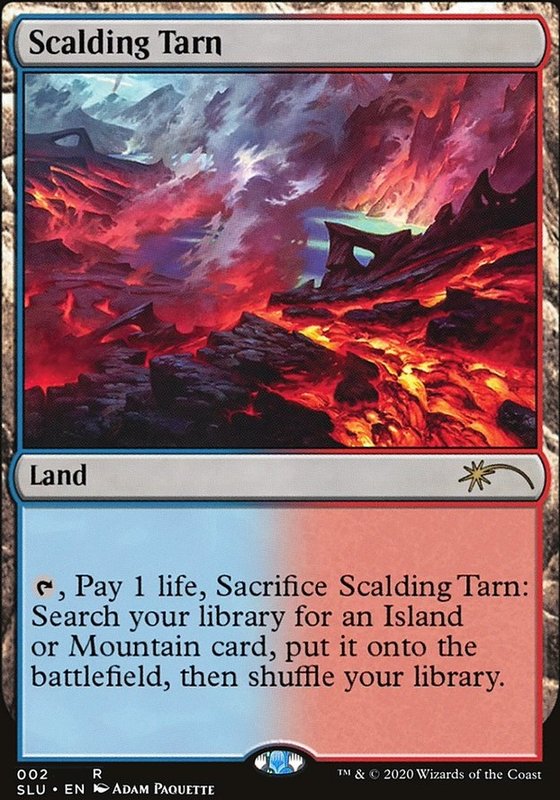 Scalding Tarn
Land
, Pay 1 life, Sacrifice Scalding Tarn:
Search your library for an Island
or Mountain card, put it onto the
battlefield, then shuffle your library.
002 R
SLU • EN Adam Paquette
™ & © 2020 Wizards of the Coast